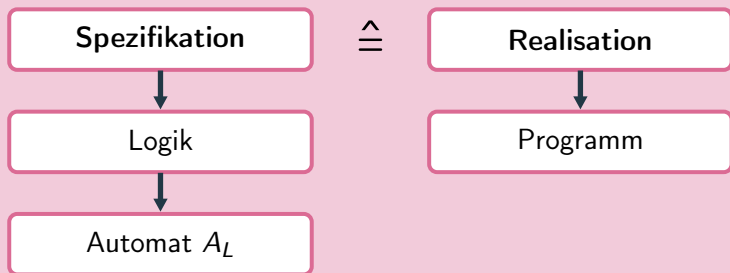 Spezifikation ≙ Realisation
Logik Programm
Automat A_L